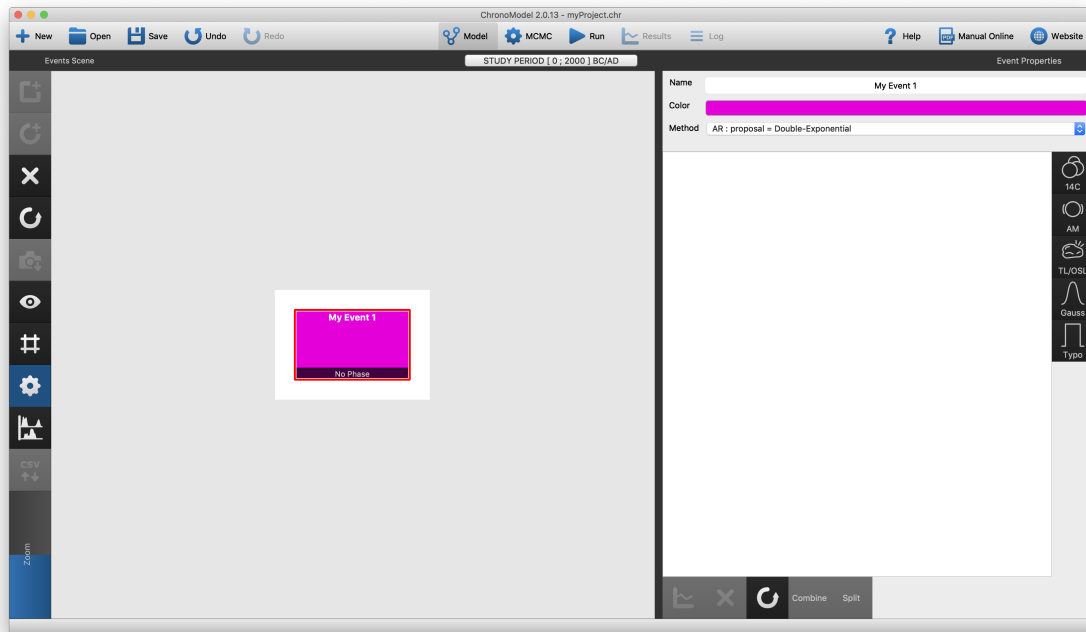 ChronoModel 2.0.13 - myProject.chr
New Open Save Undo Redo Model MCMC Run Results Log Help PDF Manual Online Website
Events Scene
STUDY PERIOD [ 0 ; 2000 ] BC/AD
Event Properties
Name My Event 1
Color
Method AR : proposal = Double-Exponential
14C
AM
TL/OSL
Gauss
Typo
My Event 1
No Phase
CSV
Zoom
Combine Split